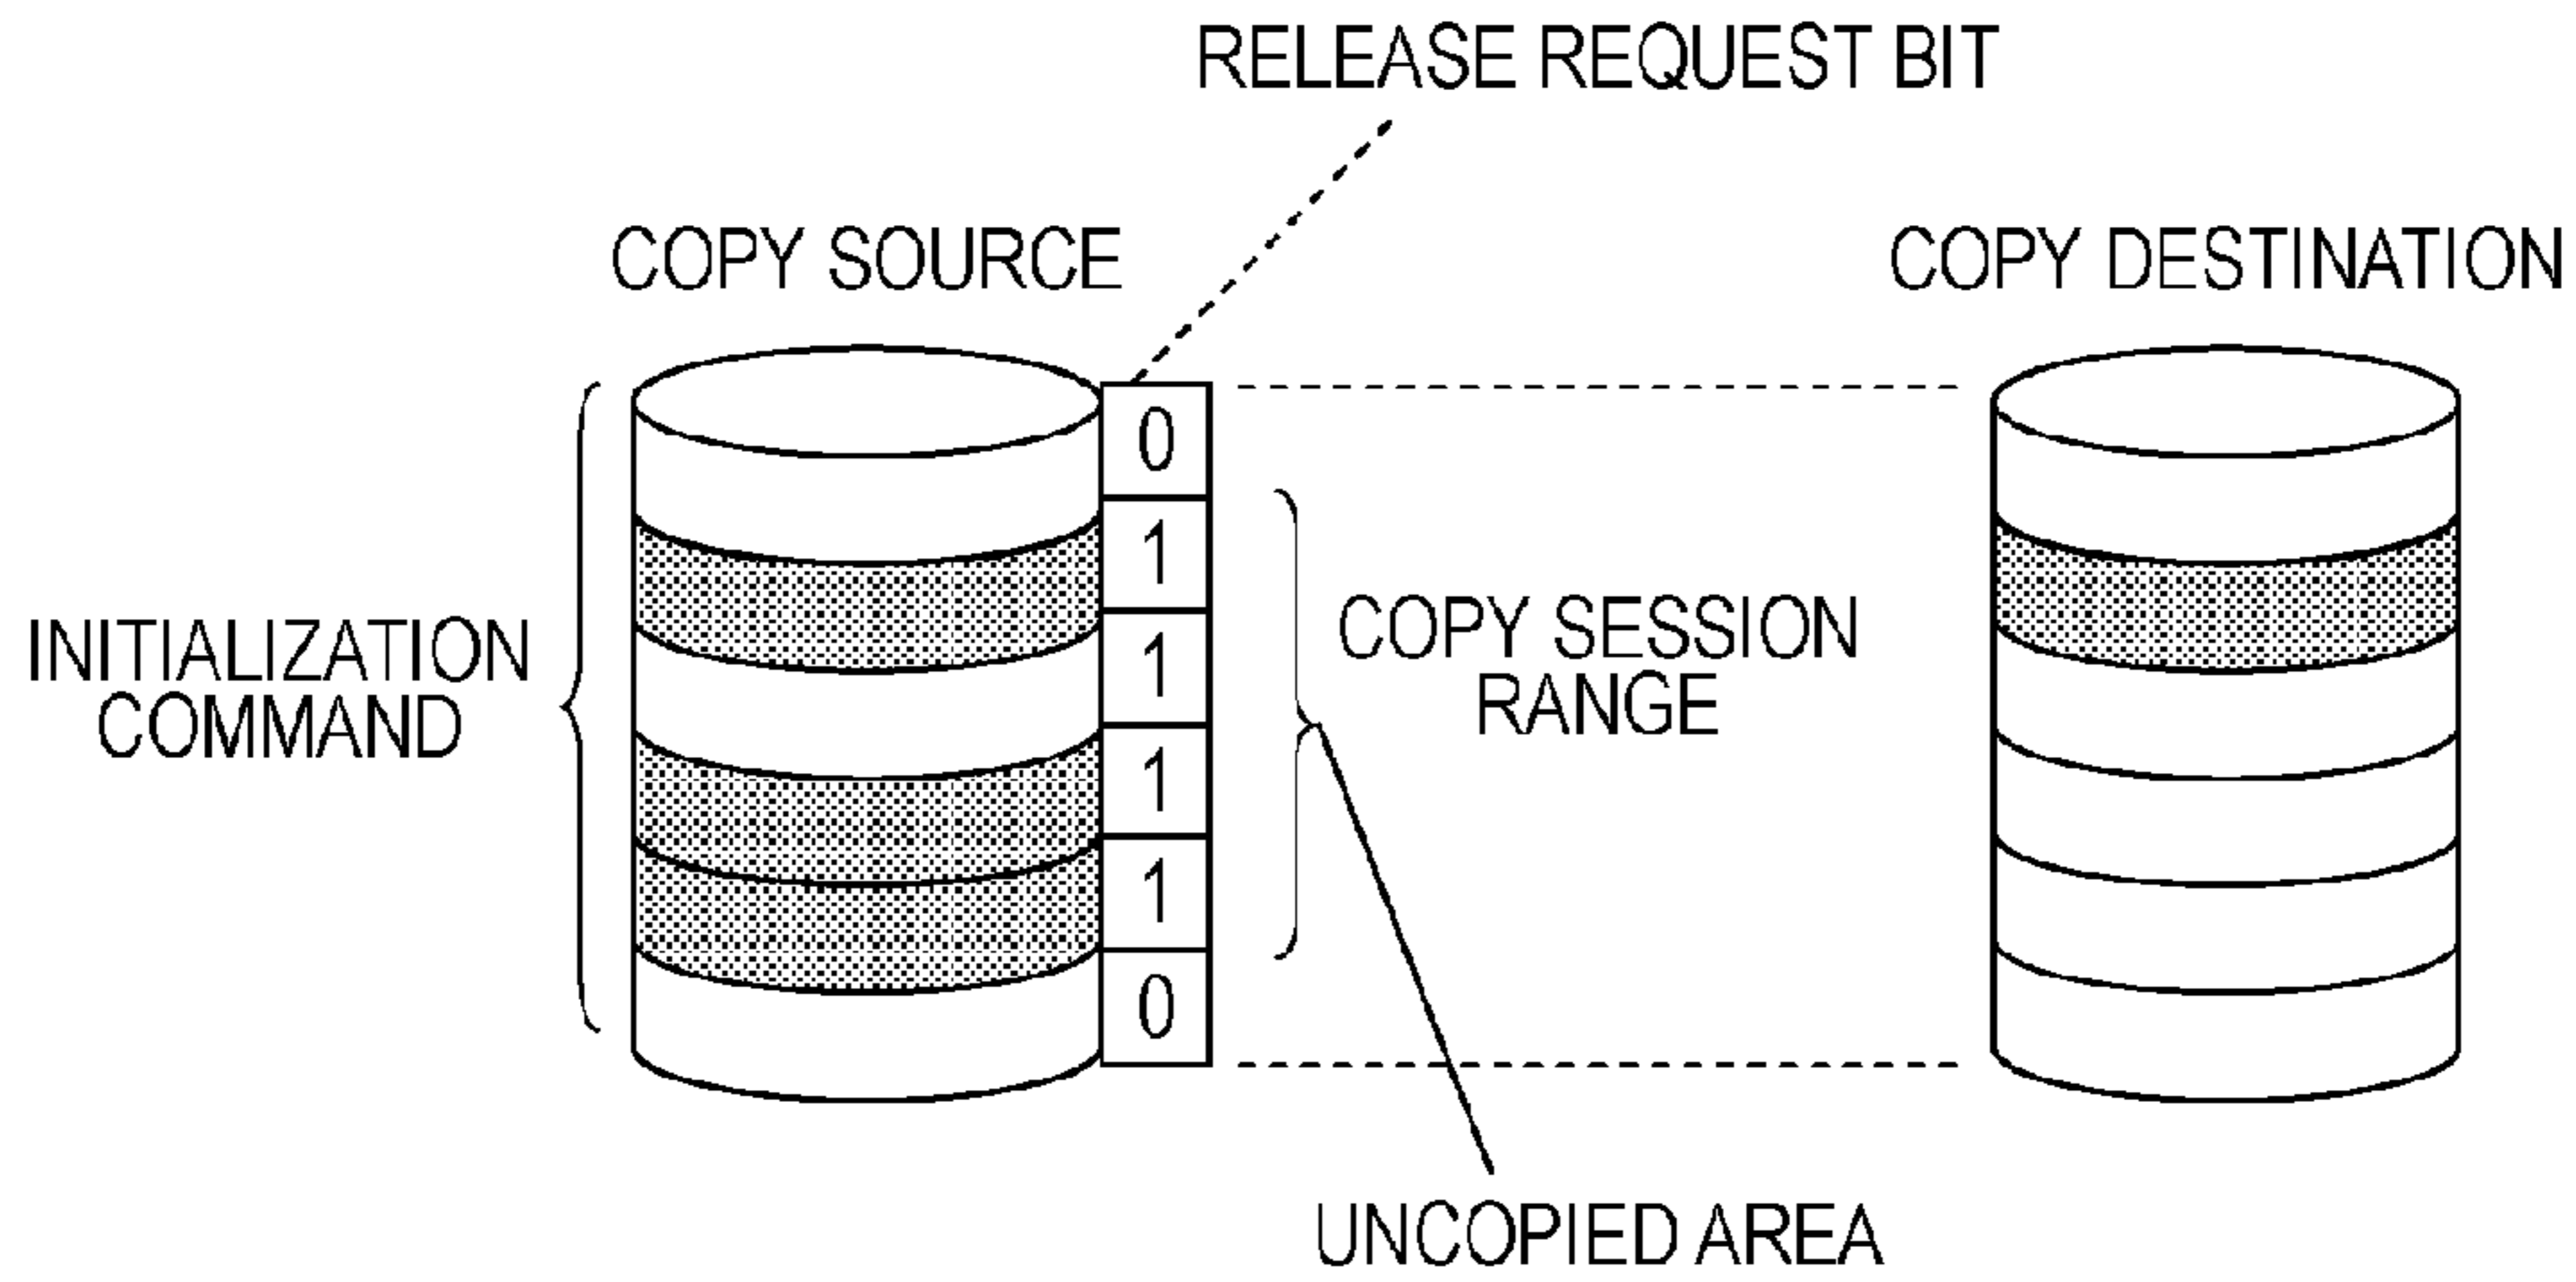 RELEASE REQUEST BIT
COPY SOURCE
COPY DESTINATION
0
1
1
1
1
0
INITIALIZATION
COMMAND
COPY SESSION
RANGE
UNCOPIED AREA